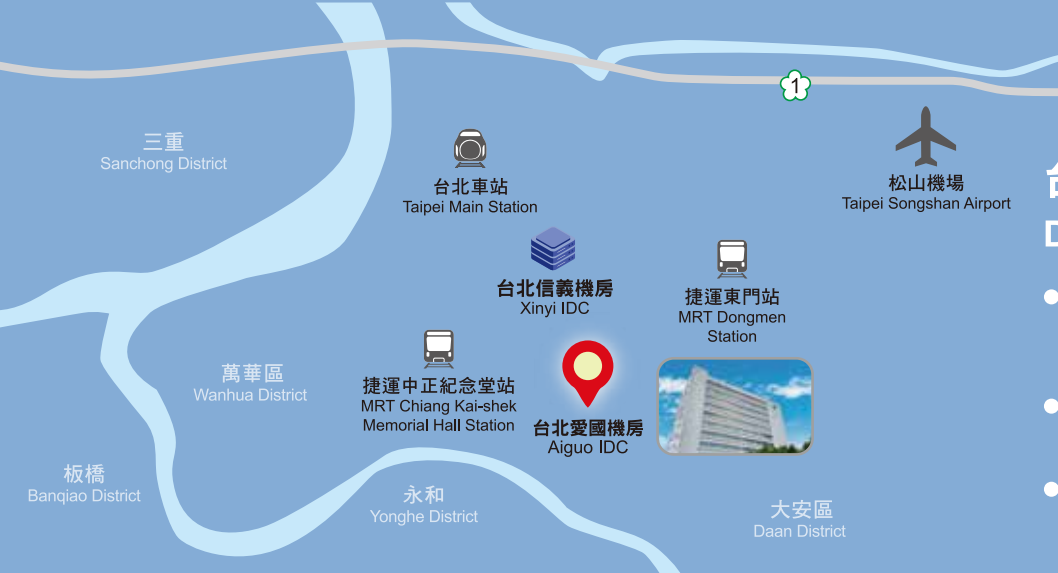 1
三重
Sanchong District
台北車站
Taipei Main Station
松山機場
Taipei Songshan Airport
台北信義機房
Xinyi IDC
捷運東門站
MRT Dongmen
Station
萬華區
Wanhua District
捷運中正紀念堂站
MRT Chiang Kai-shek
Memorial Hall Station
台北愛國機房
Aiguo IDC
板橋
Banqiao District
永和
Yonghe District
大安區
Daan District